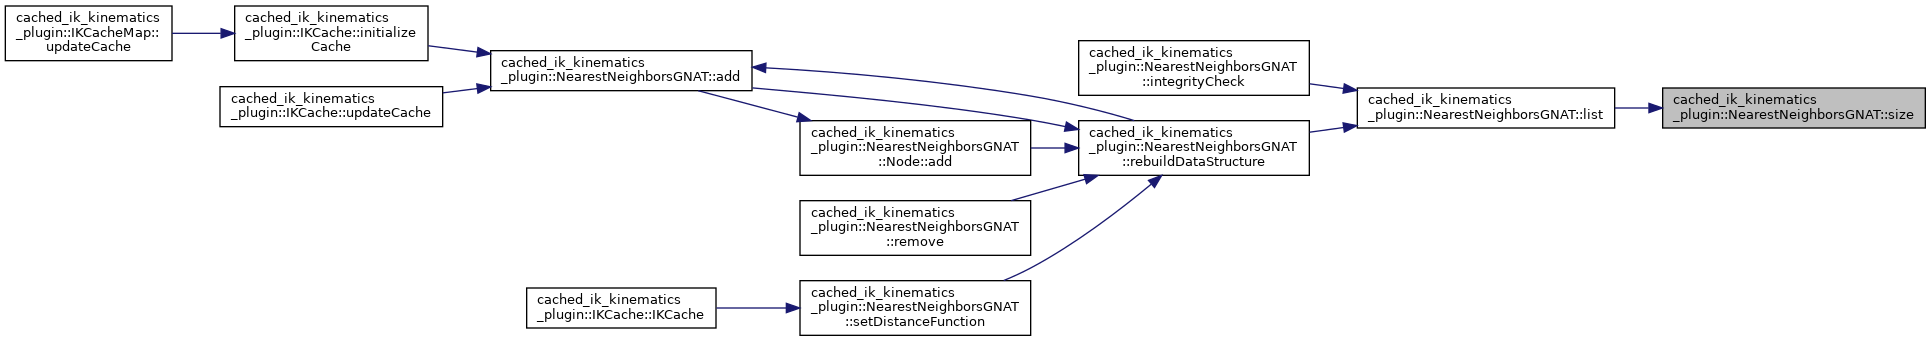 cached_ik_kinematics
_plugin::IKCacheMap::
updateCache
cached_ik_kinematics
_plugin::IKCache::initialize
Cache
cached_ik_kinematics
_plugin::IKCache::updateCache
cached_ik_kinematics
_plugin::NearestNeighborsGNAT::add
cached_ik_kinematics
_plugin::IKCache::IKCache
cached_ik_kinematics
_plugin::NearestNeighborsGNAT
::Node::add
cached_ik_kinematics
_plugin::NearestNeighborsGNAT
::remove
cached_ik_kinematics
_plugin::NearestNeighborsGNAT
::setDistanceFunction
cached_ik_kinematics
_plugin::NearestNeighborsGNAT
::integrityCheck
cached_ik_kinematics
_plugin::NearestNeighborsGNAT
::rebuildDataStructure
cached_ik_kinematics
_plugin::NearestNeighborsGNAT::list
cached_ik_kinematics
_plugin::NearestNeighborsGNAT::size